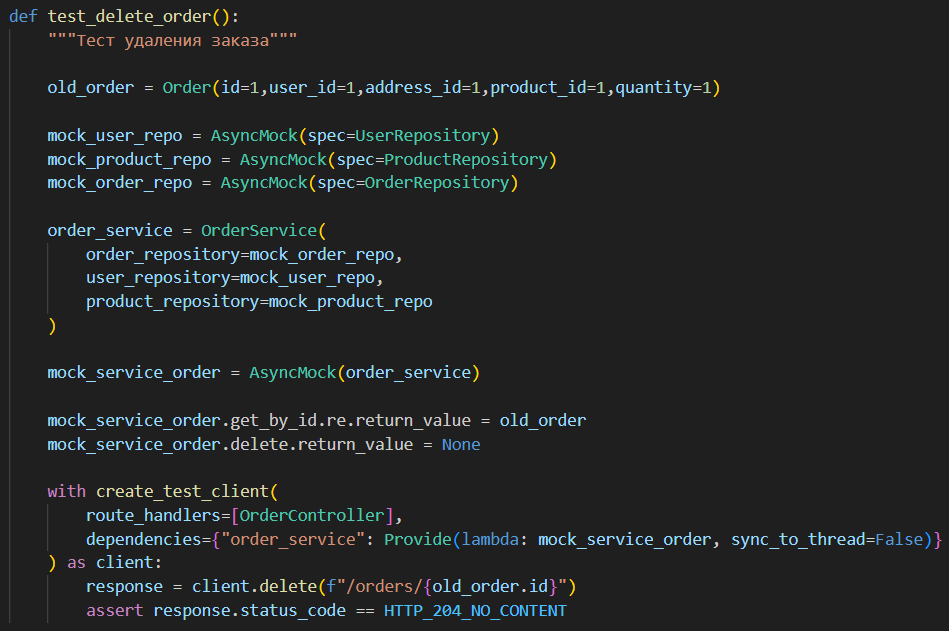 def test_delete_order():
    """Тест удаления заказа"""
    old_order = Order(id=1,user_id=1,address_id=1,product_id=1,quantity=1)
    mock_user_repo = AsyncMock(spec=UserRepository)
    mock_product_repo = AsyncMock(spec=ProductRepository)
    mock_order_repo = AsyncMock(spec=OrderRepository)
    order_service = OrderService(
        order_repository=mock_order_repo,
        user_repository=mock_user_repo,
        product_repository=mock_product_repo
    )
    mock_service_order = AsyncMock(order_service)
    mock_service_order.get_by_id.re.return_value = old_order
    mock_service_order.delete.return_value = None
    with create_test_client(
        route_handlers=[OrderController],
        dependencies={"order_service": Provide(lambda: mock_service_order, sync_to_thread=False)}
    ) as client:
        response = client.delete(f"/orders/{old_order.id}")
        assert response.status_code == HTTP_204_NO_CONTENT